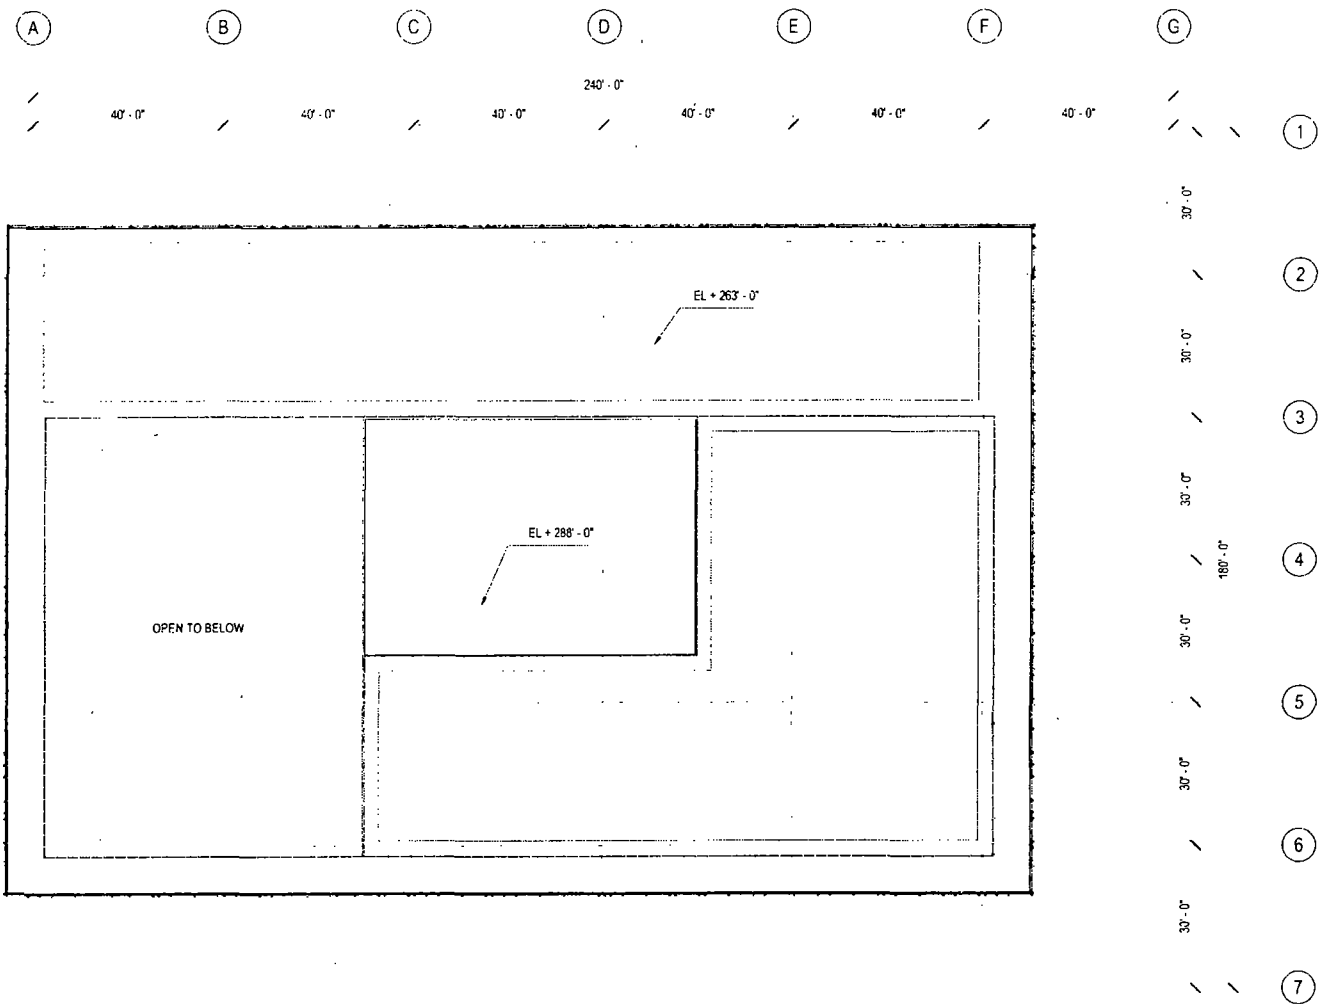 A B C D E F G
240' - 0"
40' - 0" 40' - 0" 40' - 0" 40' - 0" 40' - 0" 40' - 0"
1
30' - 0"
2
EL + 263' - 0"
30' - 0"
3
30' - 0"
EL + 288' - 0"
4
180' - 0"
OPEN TO BELOW
30' - 0"
5
30' - 0"
6
30' - 0"
7